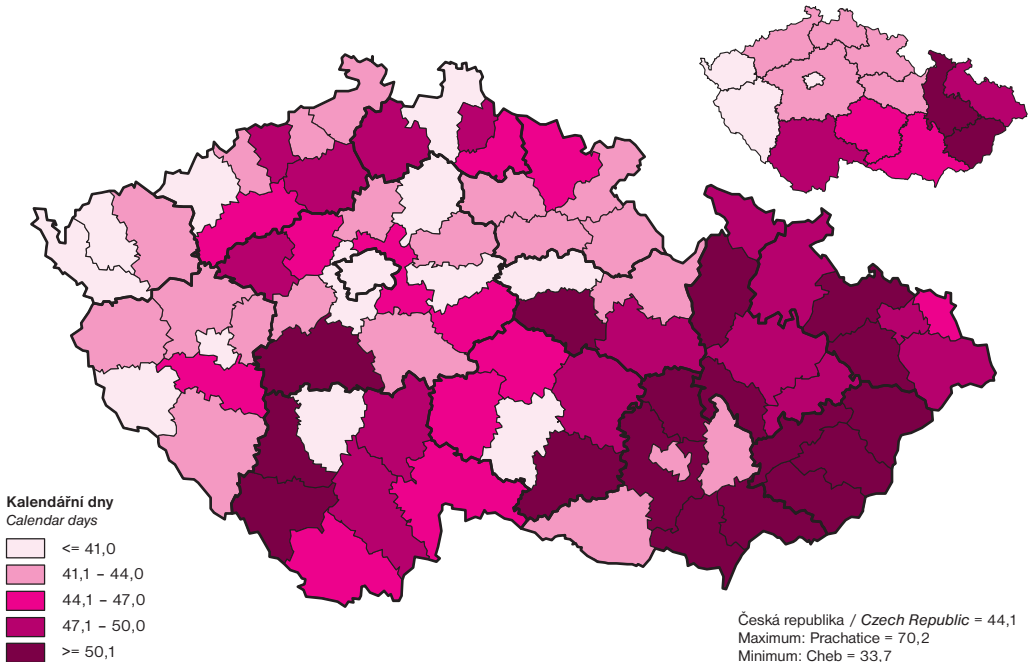 Kalendářní dny
Calendar days
<= 41,0
41,1 – 44,0
44,1 – 47,0
47,1 – 50,0
>= 50,1
Česká republika / Czech Republic = 44,1
Maximum: Prachatice = 70,2
Minimum: Cheb = 33,7